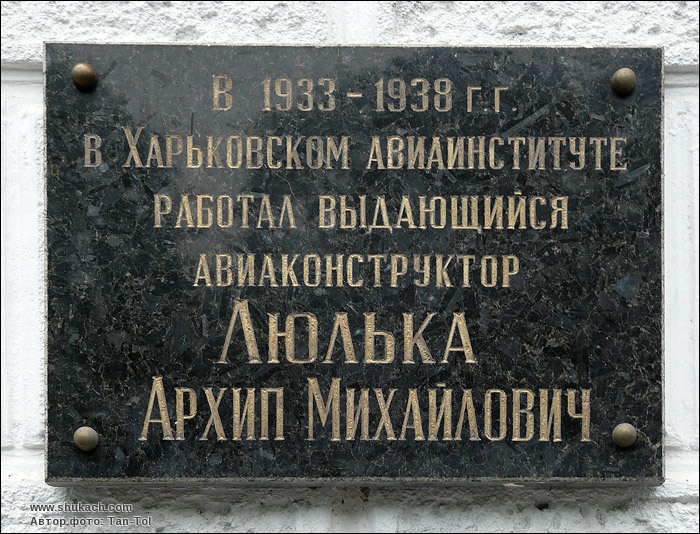 В 1933 - 1938 г.г
в Харьковском авиаинституте
работал выдающийся
авиаконструктор
Люлька
Архип Михайлович
www.shukach.com
Автор фото: Tan-Tol